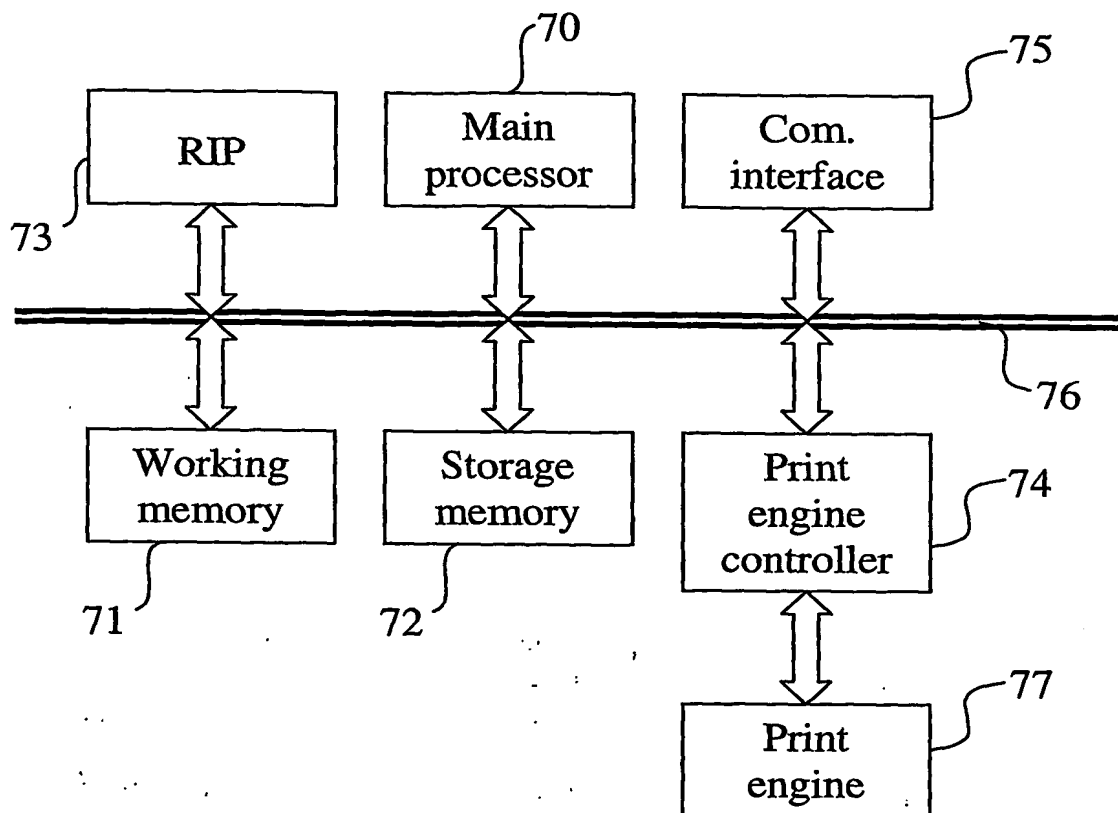 70
75
RIP
Main
processor
Com.
interface
73
76
Working
memory
Storage
memory
Print
engine
controller
74
71
72
77
Print
engine